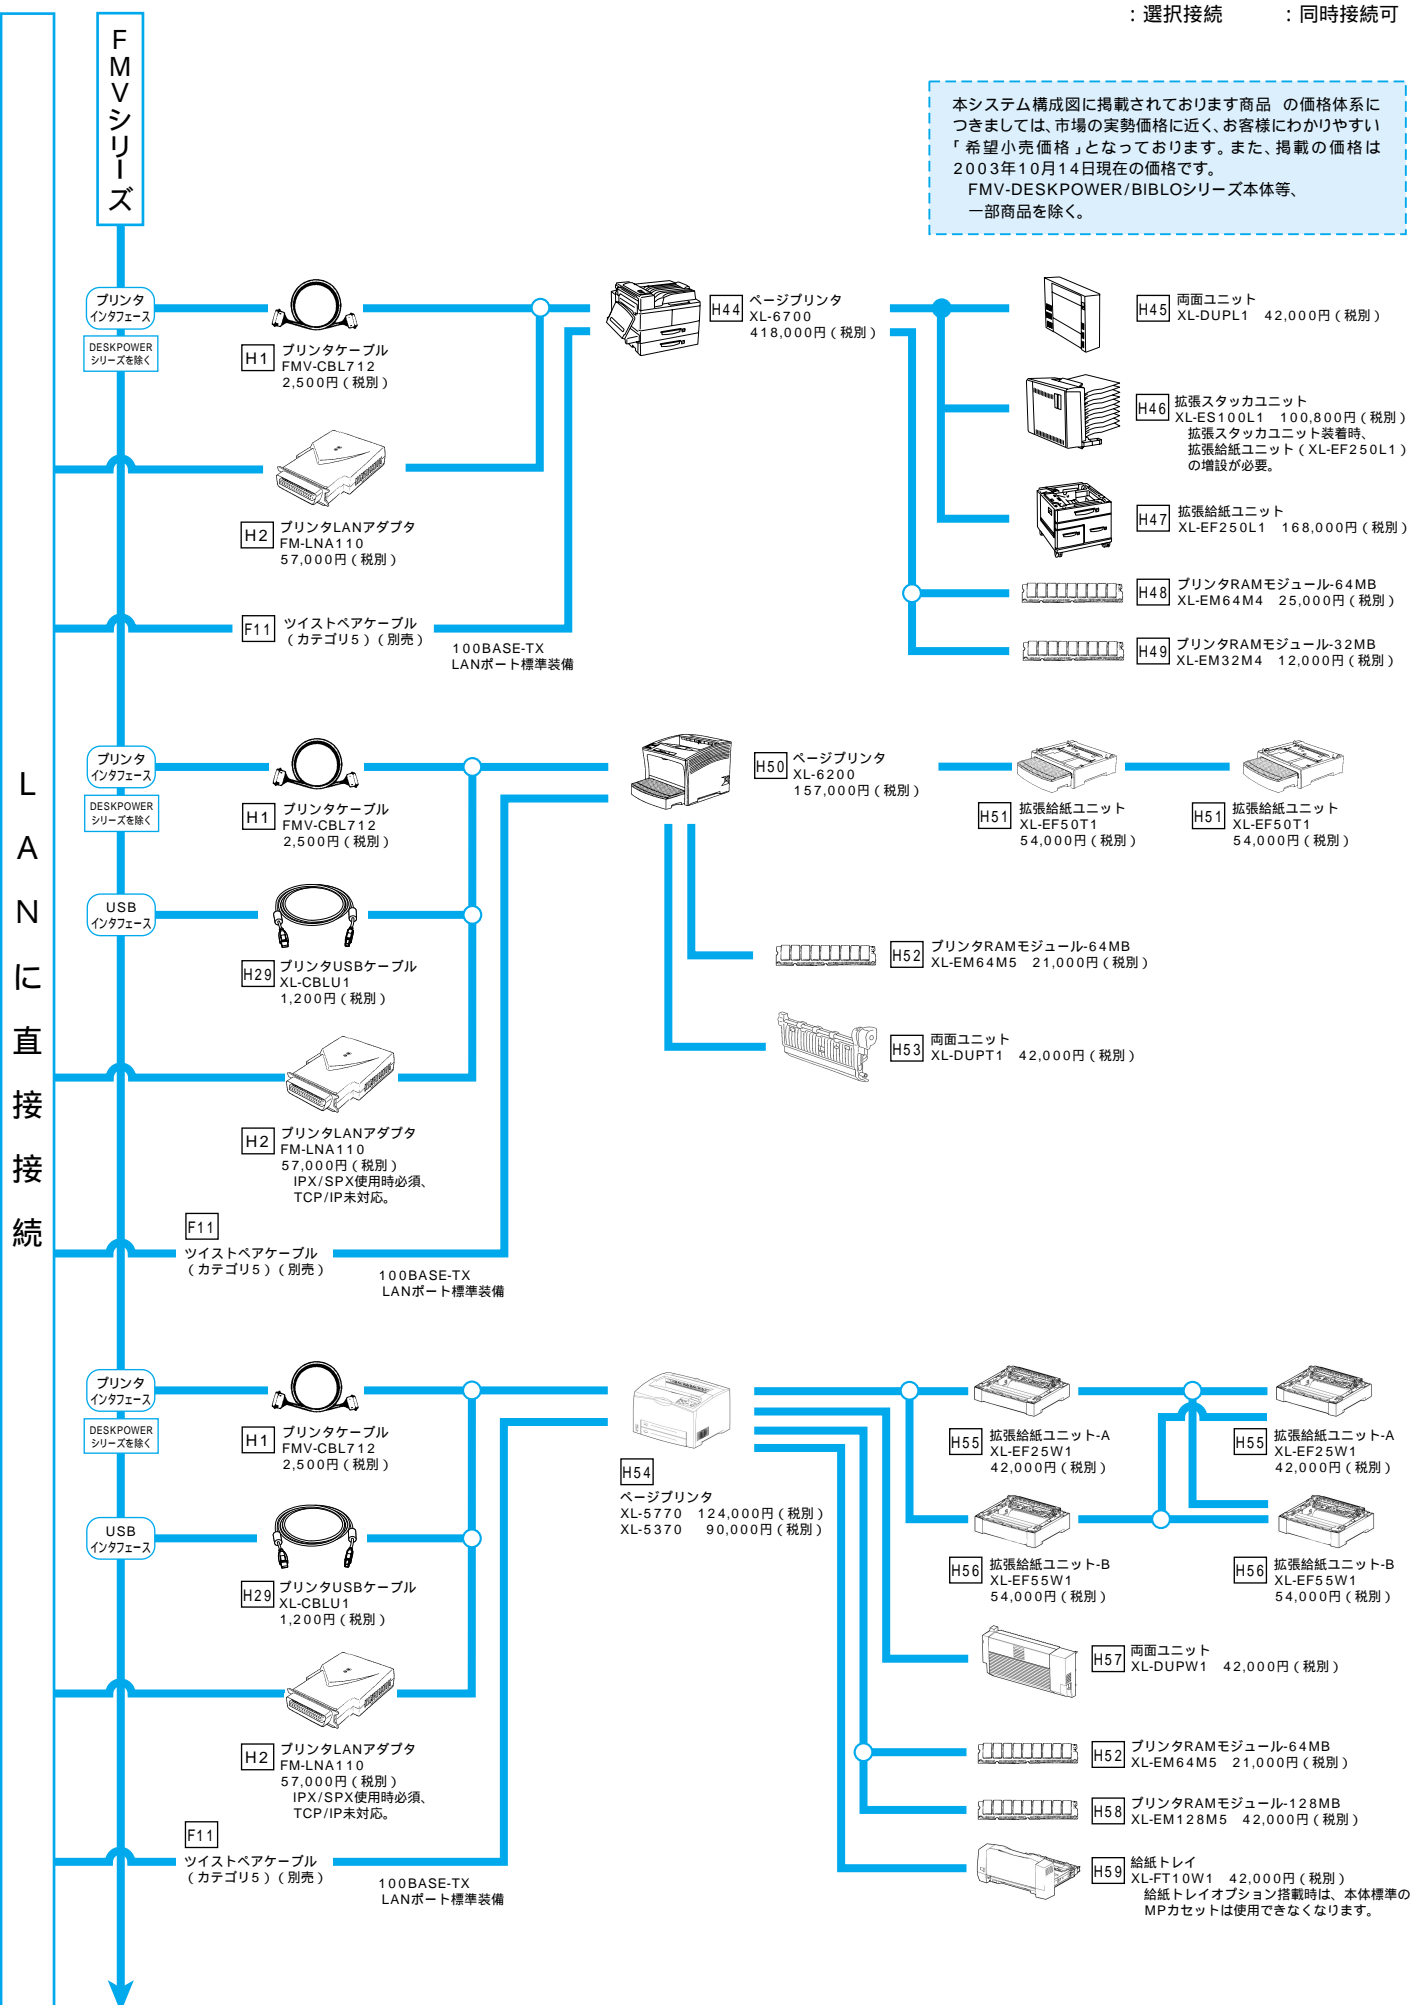 ：選択接続　　：同時接続可
FMVシリーズ
本システム構成図に掲載されております商品 の価格体系に
つきましては、市場の実勢価格に近く、お客様にわかりやすい
「希望小売価格」となっております。また、掲載の価格は
2003年10月14日現在の価格です。
FMV-DESKPOWER/BIBLOシリーズ本体等、
一部商品を除く。
LANに直接接続
プリンタ
インタフェース
DESKPOWER
シリーズを除く
H1 プリンタケーブル
FMV-CBL712
2,500円（税別）
H2 プリンタLANアダプタ
FM-LNA110
57,000円（税別）
F11 ツイストペアケーブル
（カテゴリ5）（別売）
100BASE-TX
LANポート標準装備
H44 ページプリンタ
XL-6700
418,000円（税別）
H45 両面ユニット
XL-DUPL1 42,000円（税別）
H46 拡張スタッカユニット
XL-ES100L1 100,800円（税別）
拡張スタッカユニット装着時、
拡張給紙ユニット（XL-EF250L1）
の増設が必要。
H47 拡張給紙ユニット
XL-EF250L1 168,000円（税別）
H48 プリンタRAMモジュール-64MB
XL-EM64M4 25,000円（税別）
H49 プリンタRAMモジュール-32MB
XL-EM32M4 12,000円（税別）
プリンタ
インタフェース
DESKPOWER
シリーズを除く
H1 プリンタケーブル
FMV-CBL712
2,500円（税別）
USB
インタフェース
H29 プリンタUSBケーブル
XL-CBLU1
1,200円（税別）
H2 プリンタLANアダプタ
FM-LNA110
57,000円（税別）
IPX/SPX使用時必須、
TCP/IP未対応。
F11
ツイストペアケーブル
（カテゴリ5）（別売）
100BASE-TX
LANポート標準装備
H50 ページプリンタ
XL-6200
157,000円（税別）
H51 拡張給紙ユニット
XL-EF50T1
54,000円（税別）
H51 拡張給紙ユニット
XL-EF50T1
54,000円（税別）
H52 プリンタRAMモジュール-64MB
XL-EM64M5 21,000円（税別）
H53 両面ユニット
XL-DUPT1 42,000円（税別）
プリンタ
インタフェース
DESKPOWER
シリーズを除く
H1 プリンタケーブル
FMV-CBL712
2,500円（税別）
USB
インタフェース
H29 プリンタUSBケーブル
XL-CBLU1
1,200円（税別）
H2 プリンタLANアダプタ
FM-LNA110
57,000円（税別）
IPX/SPX使用時必須、
TCP/IP未対応。
F11
ツイストペアケーブル
（カテゴリ5）（別売）
100BASE-TX
LANポート標準装備
H54
ページプリンタ
XL-5770 124,000円（税別）
XL-5370 90,000円（税別）
H55 拡張給紙ユニット-A
XL-EF25W1
42,000円（税別）
H55 拡張給紙ユニット-A
XL-EF25W1
42,000円（税別）
H56 拡張給紙ユニット-B
XL-EF55W1
54,000円（税別）
H56 拡張給紙ユニット-B
XL-EF55W1
54,000円（税別）
H57 両面ユニット
XL-DUPW1 42,000円（税別）
H52 プリンタRAMモジュール-64MB
XL-EM64M5 21,000円（税別）
H58 プリンタRAMモジュール-128MB
XL-EM128M5 42,000円（税別）
H59 給紙トレイ
XL-FT10W1 42,000円（税別）
給紙トレイオプション搭載時は、本体標準の
MPカセットは使用できなくなります。